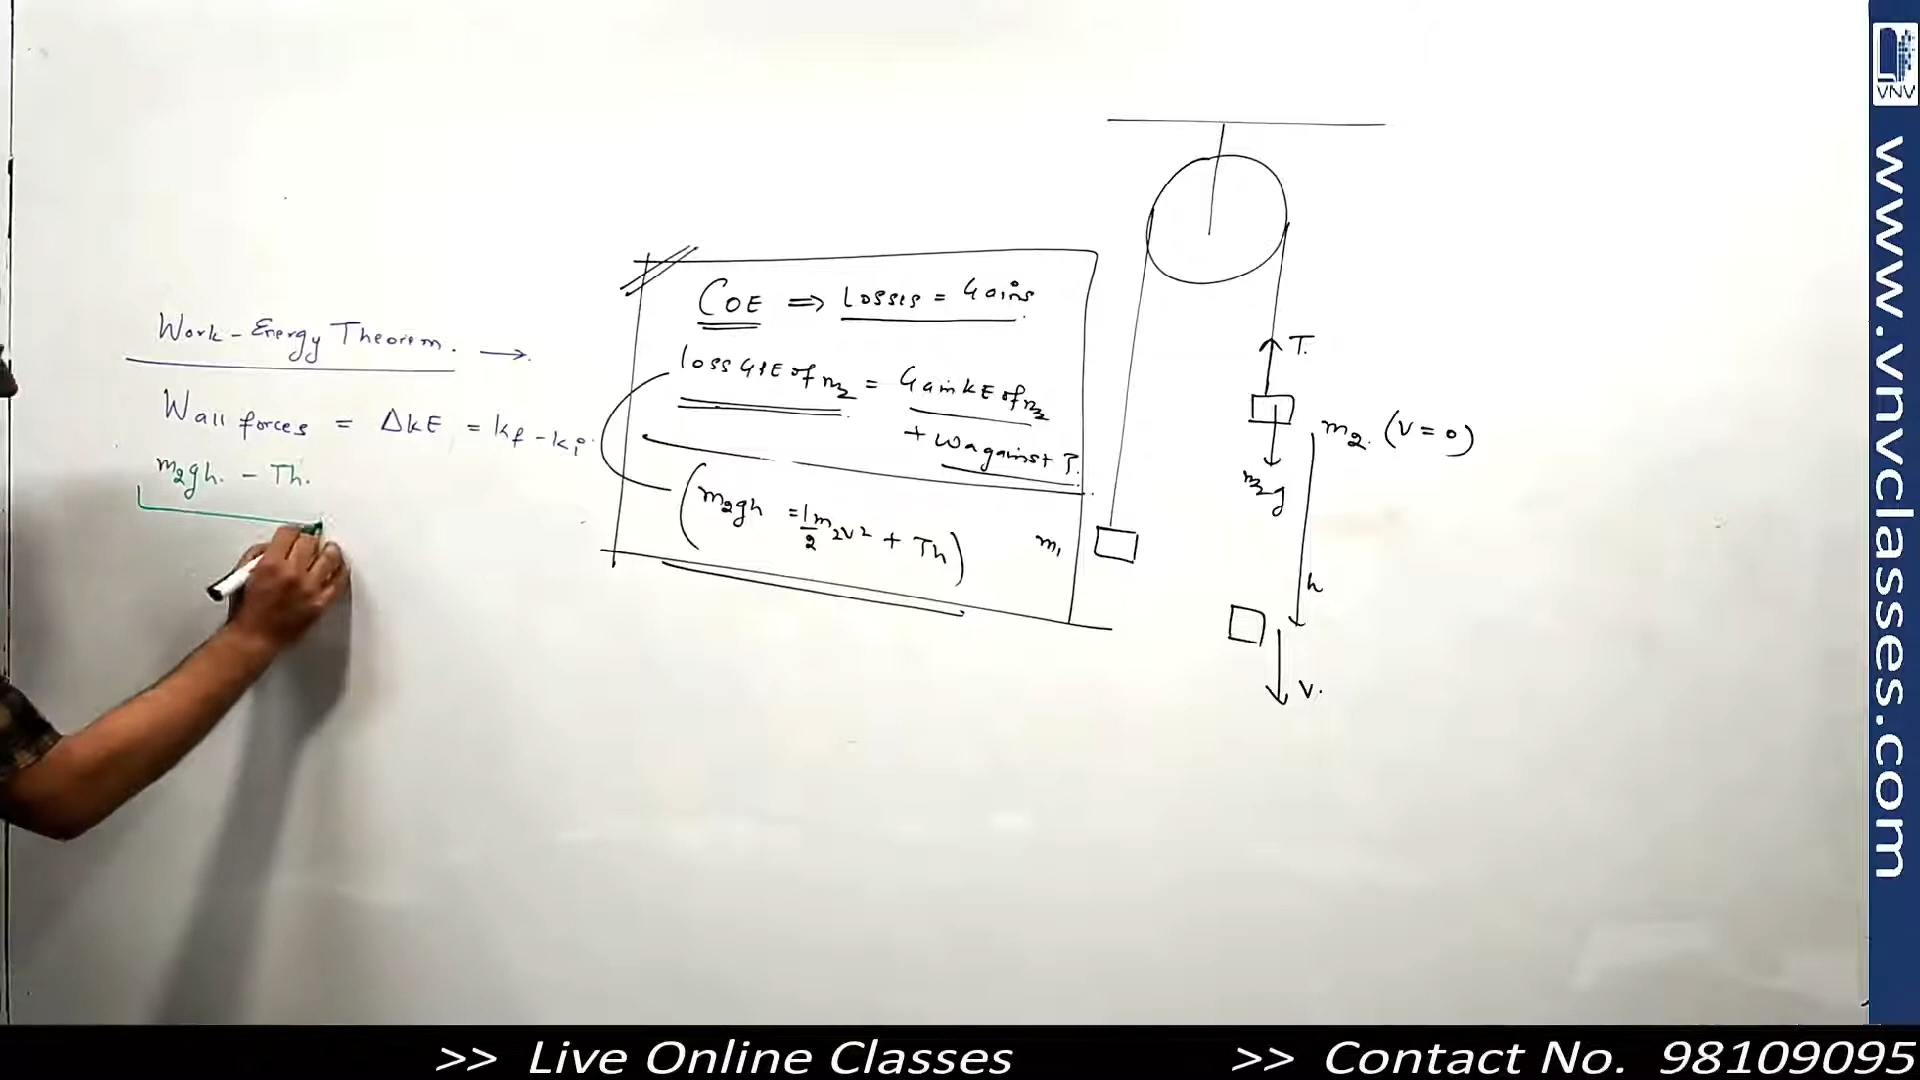 Work - Energy Theorem. →
W all forces = ΔKE = Kf - Ki.
m2gh. - Th.
COE ⇒ Losses = Gains
loss GPE of m2 = Gain KE of m2
+ W against T.
(m2gh = 1/2 m2v² + Th)
T.
m2. (v = 0)
m2g
m1
h
v.
VNV
www.vnvclasses.com
>> Live Online Classes >> Contact No. 98109095